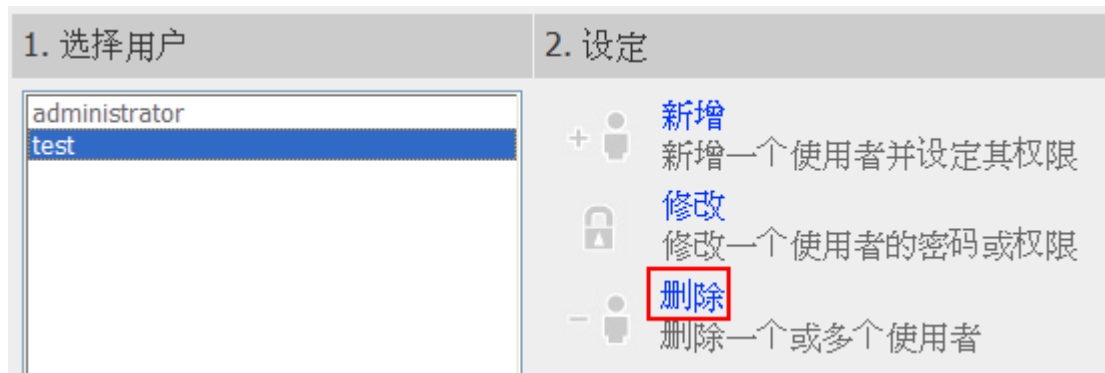 1. 选择用户
2. 设定
administrator
test
新增
新增一个使用者并设定其权限
修改
修改一个使用者的密码或权限
删除
删除一个或多个使用者